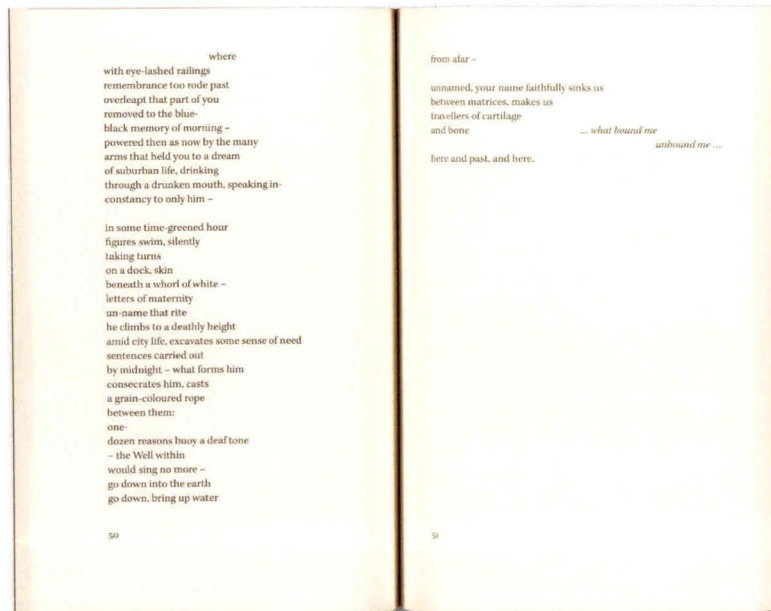 where
with eye-lashed railings
remembrance too rode past
overleapt that part of you
removed to the blue-
black memory of morning –
powered then as now by the many
arms that held you to a dream
of suburban life, drinking
through a drunken mouth, speaking in-
constancy to only him –
in some time-greened hour
figures swim, silently
taking turns
on a dock, skin
beneath a whorl of white –
letters of maternity
un-name that rite
he climbs to a deathly height
amid city life, excavates some sense of need
sentences carried out
by midnight – what forms him
consecrates him, casts
a grain-coloured rope
between them:
one-
dozen reasons buoy a deaf tone
– the Well within
would sing no more –
go down into the earth
go down, bring up water
50
from afar –
unnamed, your name faithfully sinks us
between matrices, makes us
travellers of cartilage
and bone ... what bound me
unbound me ...
here and past, and here.
51